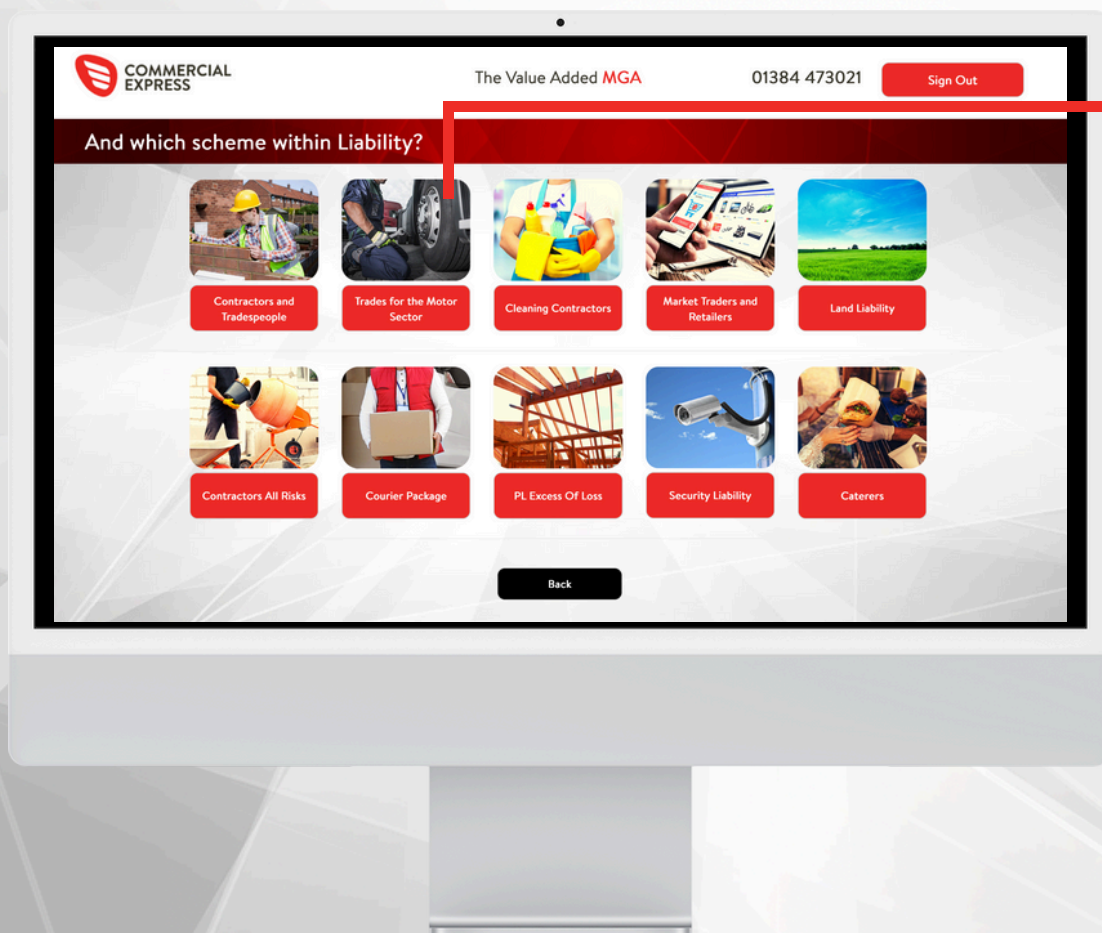 COMMERCIAL
EXPRESS
The Value Added MGA
01384 473021
Sign Out
And which scheme within Liability?
Contractors and
Tradespeople
Trades for the Motor
Sector
Cleaning Contractors
Market Traders and
Retailers
Land Liability
Contractors All Risks
Courier Package
PL Excess Of Loss
Security Liability
Caterers
Back